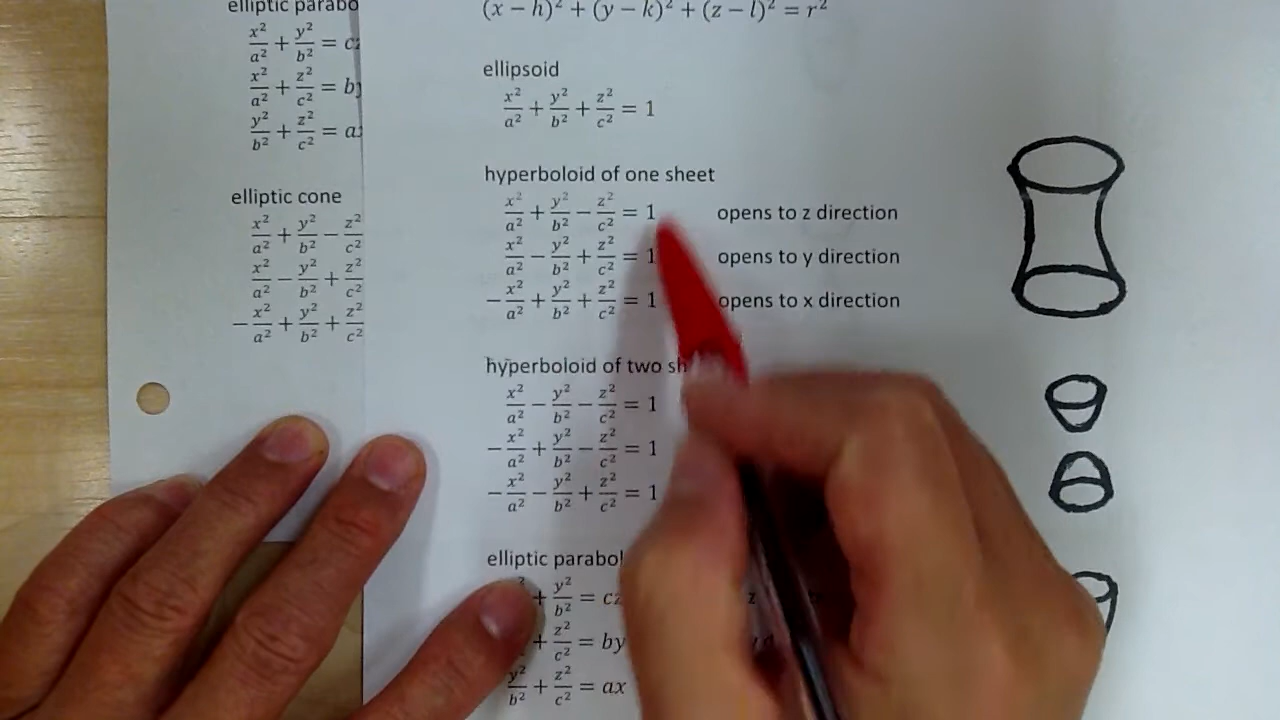 elliptic parabo
x²/a² + y²/b² = cz
x²/a² + z²/c² = by
y²/b² + z²/c² = a
elliptic cone
x²/a² + y²/b² − z²/c²
x²/a² − y²/b² + z²/c²
−x²/a² + y²/b² + z²/c²
(x − h)² + (y − k)² + (z − l)² = r²
ellipsoid
x²/a² + y²/b² + z²/c² = 1
hyperboloid of one sheet
x²/a² + y²/b² − z²/c² = 1 opens to z direction
x²/a² − y²/b² + z²/c² = 1 opens to y direction
−x²/a² + y²/b² + z²/c² = 1 opens to x direction
hyperboloid of two sh
x²/a² − y²/b² − z²/c² = 1
−x²/a² + y²/b² − z²/c² = 1
−x²/a² − y²/b² + z²/c² = 1
elliptic parabol
² + y²/b² = cz z
+ z²/c² = by
y²/b² + z²/c² = ax